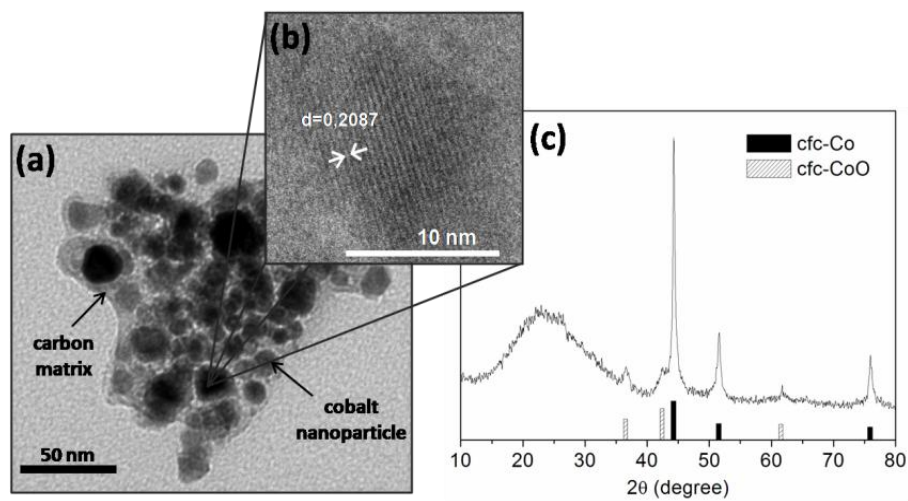 (a)
carbon
matrix
cobalt
nanoparticle
50 nm
(b)
d=0,2087
10 nm
(c)
cfc-Co
cfc-CoO
10 20 30 40 50 60 70 80
2θ (degree)